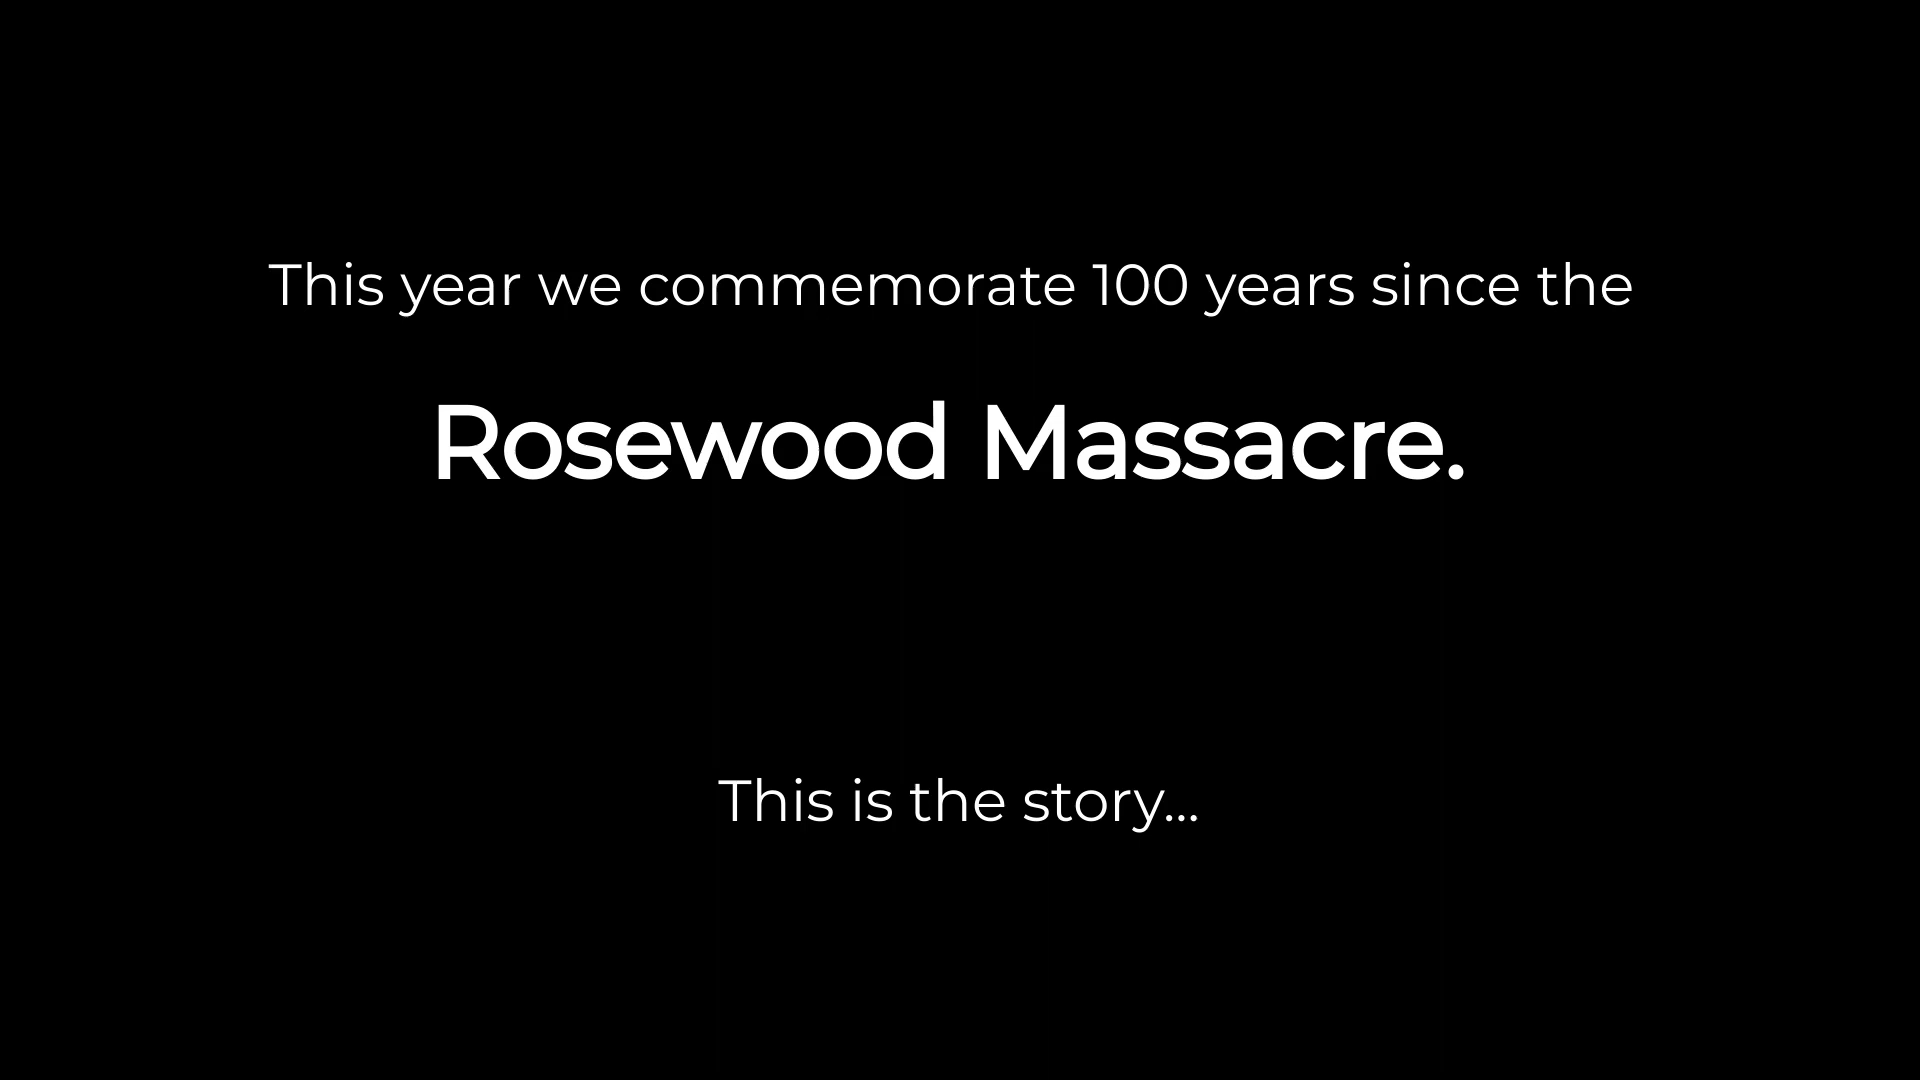 This year we commemorate 100 years since the
Rosewood Massacre.
This is the story...